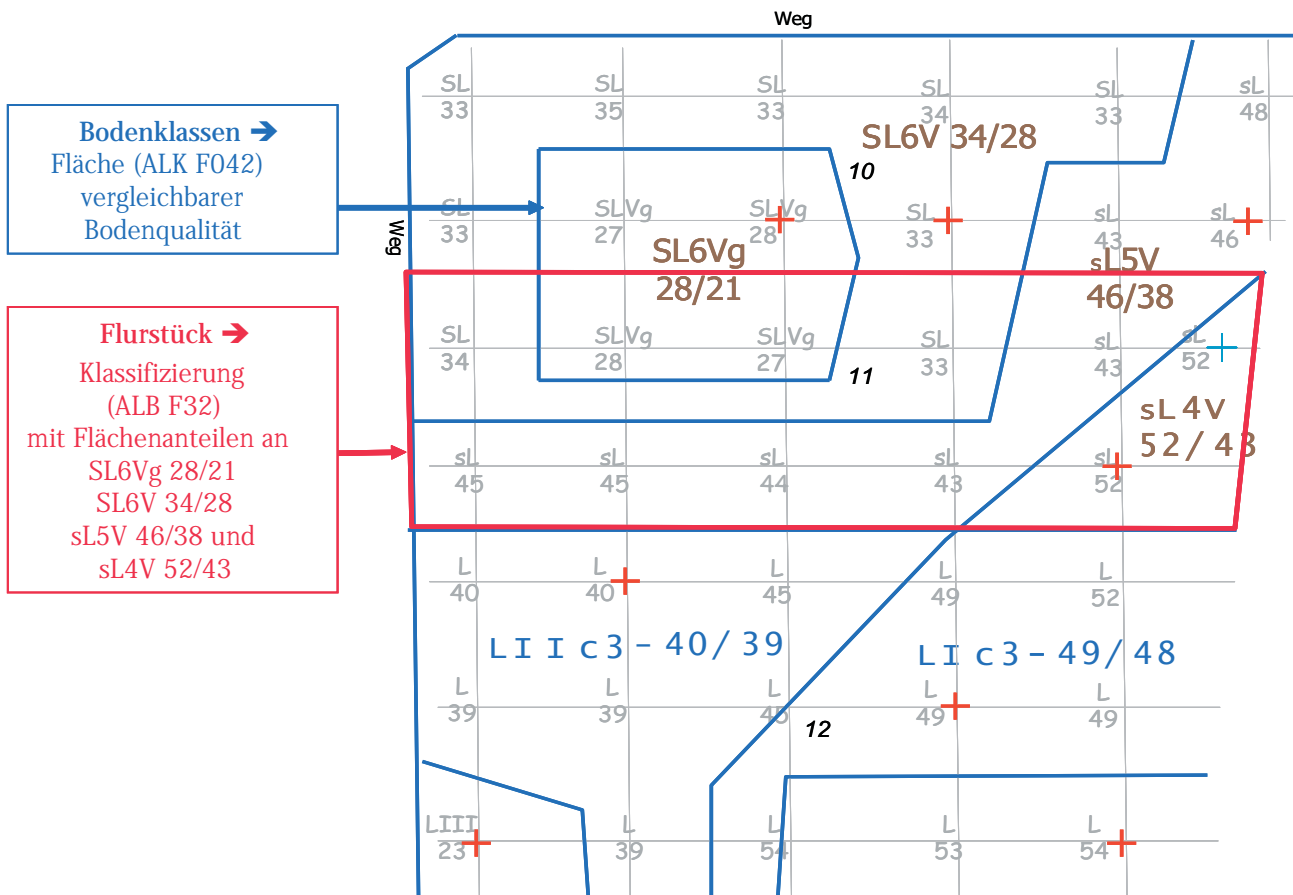 Weg
SL SL SL SL SL sL
33 35 33 34 33 48
SL6V 34/28
Bodenklassen ➔
Fläche (ALK F042)
vergleichbarer
Bodenqualität
10
Weg
SL SLVg SLVg SL sL sL
33 27 28 33 43 46
SL6Vg
28/21
sL5V
46/38
Flurstück ➔
Klassifizierung
(ALB F32)
mit Flächenanteilen an
SL6Vg 28/21
SL6V 34/28
sL5V 46/38 und
sL4V 52/43
SL SLVg SLVg SL sL sL
34 28 27 33 43 52
11
sL4V
52/43
sL sL sL sL sL
45 45 44 43 52
L L L L L
40 40 45 49 52
LIIc3-40/39
LIc3-49/48
L L L L L
39 39 45 49 49
12
LIII L L L L
23 39 54 53 54